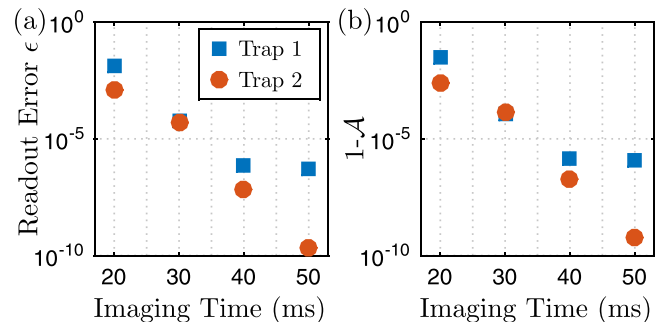 (a)
Readout Error ϵ
10^0
10^-5
10^-10
Trap 1
Trap 2
20 30 40 50
Imaging Time (ms)
(b)
1-𝒜
10^0
10^-5
10^-10
20 30 40 50
Imaging Time (ms)